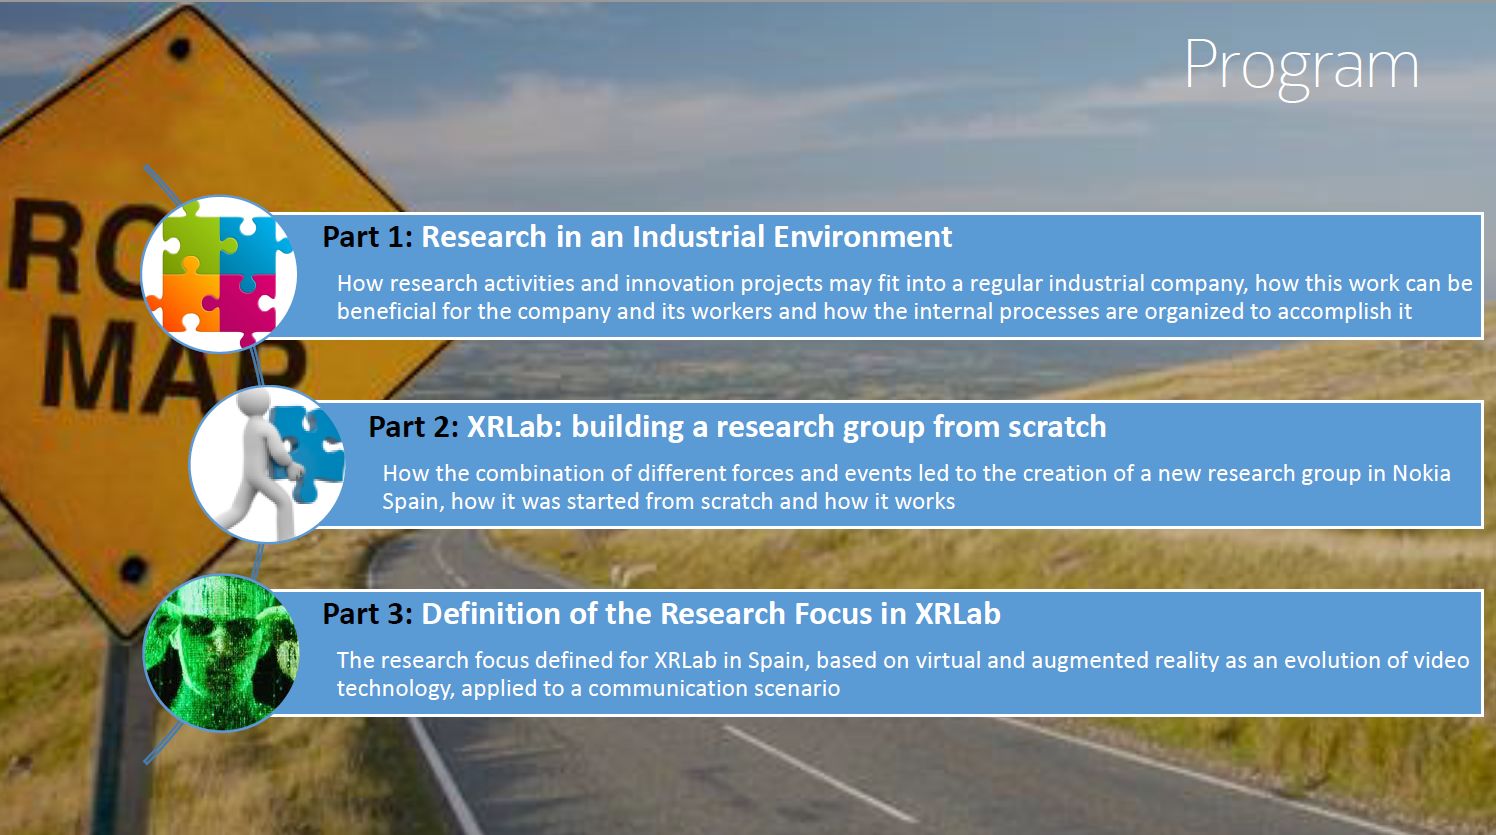 Program
ROAD
MAP
Part 1: Research in an Industrial Environment
How research activities and innovation projects may fit into a regular industrial company, how this work can be
beneficial for the company and its workers and how the internal processes are organized to accomplish it
Part 2: XRLab: building a research group from scratch
How the combination of different forces and events led to the creation of a new research group in Nokia
Spain, how it was started from scratch and how it works
Part 3: Definition of the Research Focus in XRLab
The research focus defined for XRLab in Spain, based on virtual and augmented reality as an evolution of video
technology, applied to a communication scenario